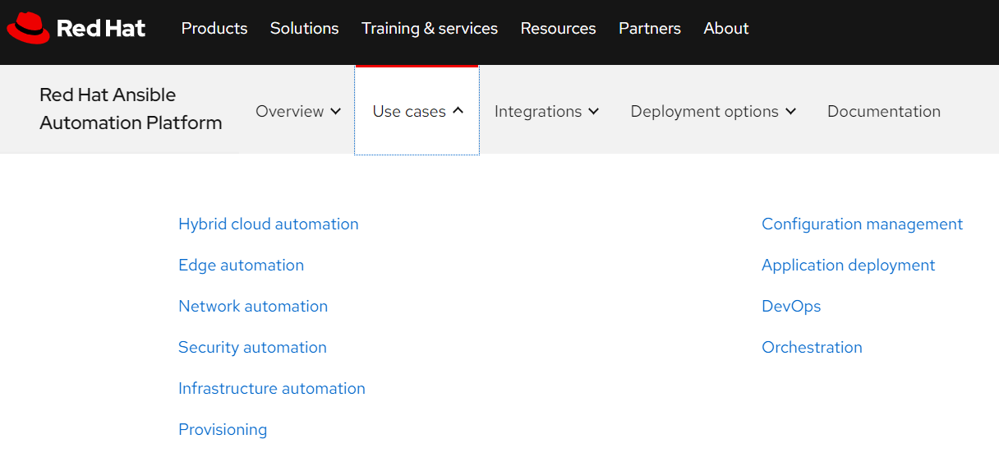 Red Hat
Products Solutions Training & services Resources Partners About
Red Hat Ansible
Automation Platform
Overview Use cases Integrations Deployment options Documentation
Hybrid cloud automation
Edge automation
Network automation
Security automation
Infrastructure automation
Provisioning
Configuration management
Application deployment
DevOps
Orchestration